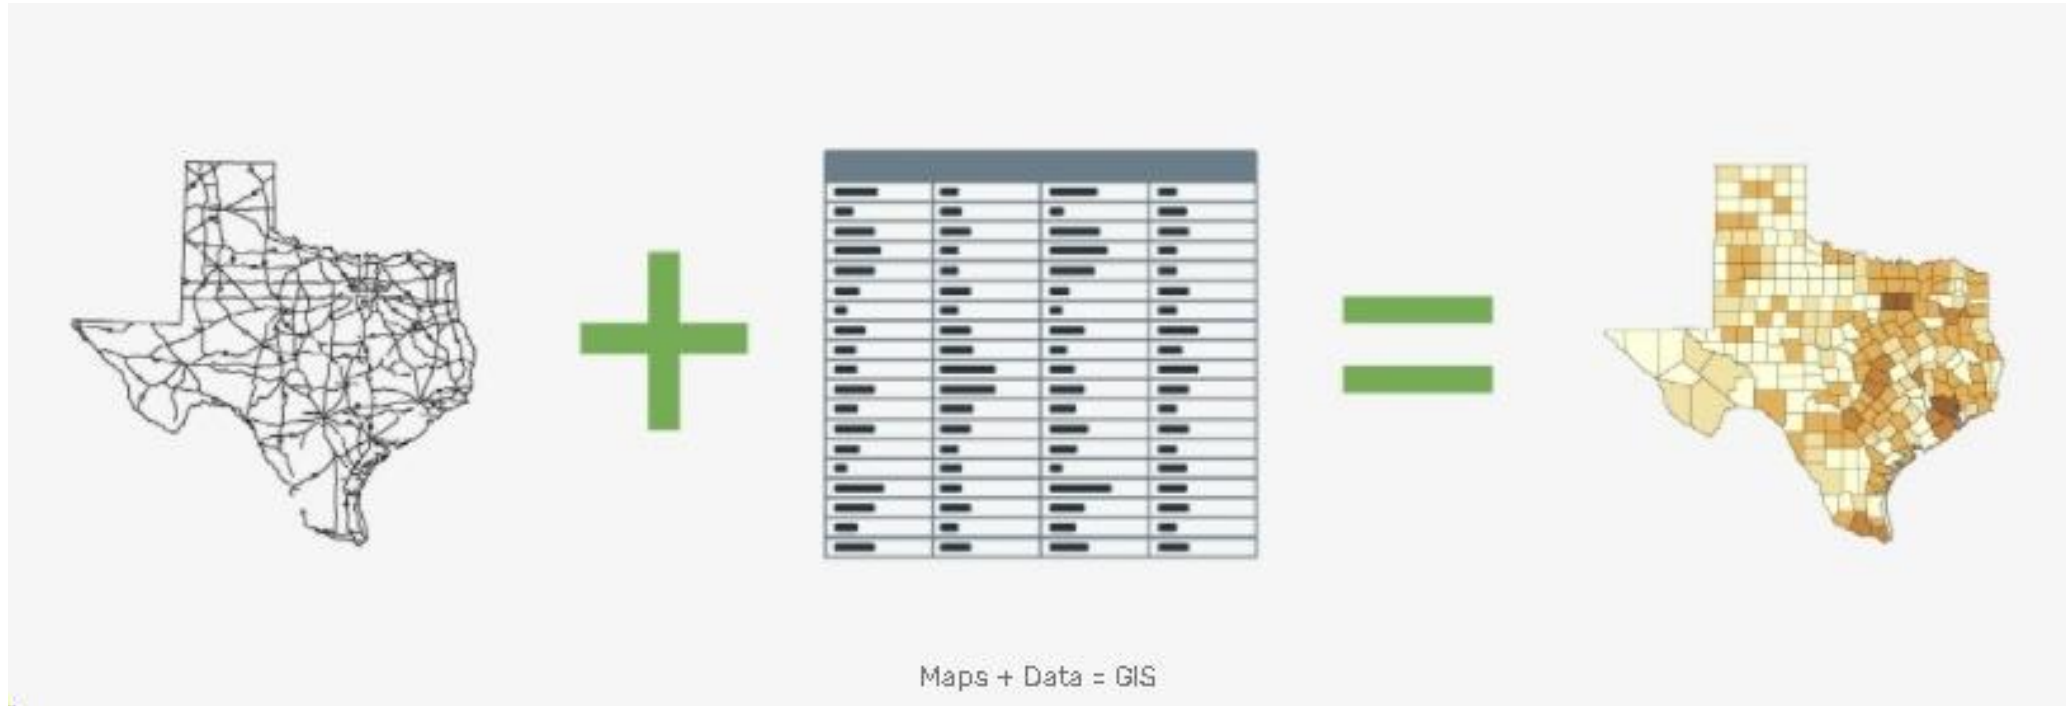 Maps + Data = GIS